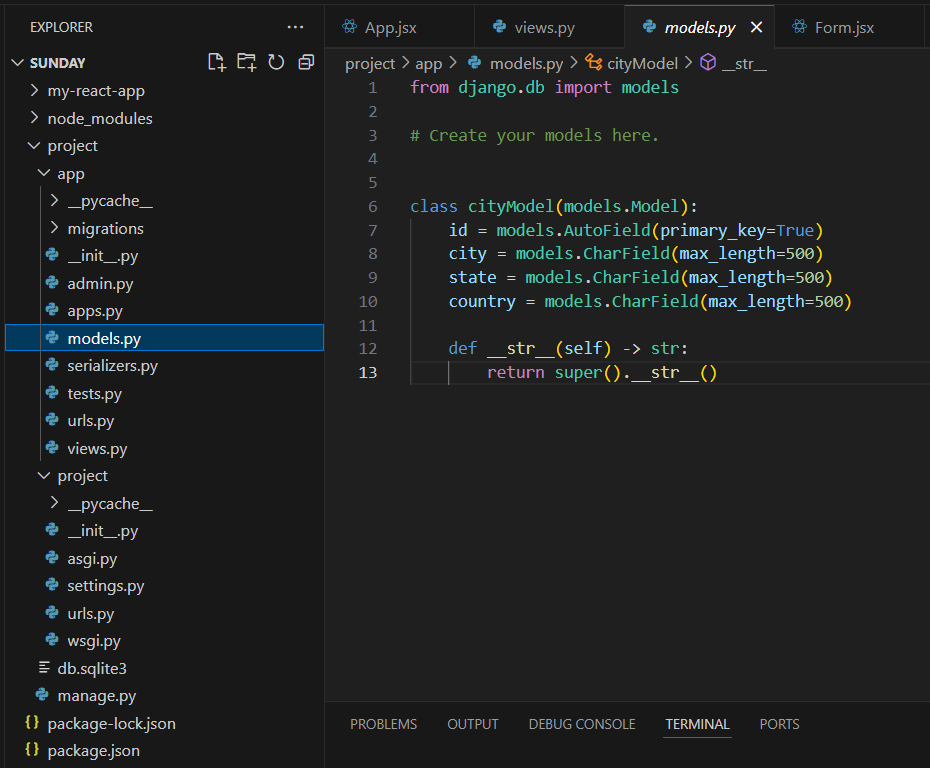 EXPLORER
SUNDAY
my-react-app
node_modules
project
app
__pycache__
migrations
__init__.py
admin.py
apps.py
models.py
serializers.py
tests.py
urls.py
views.py
project
__pycache__
__init__.py
asgi.py
settings.py
urls.py
wsgi.py
db.sqlite3
manage.py
{} package-lock.json
{} package.json
App.jsx views.py models.py Form.jsx
project > app > models.py > cityModel > __str__
1 from django.db import models
2
3 # Create your models here.
4
5
6 class cityModel(models.Model):
7 id = models.AutoField(primary_key=True)
8 city = models.CharField(max_length=500)
9 state = models.CharField(max_length=500)
10 country = models.CharField(max_length=500)
11
12 def __str__(self) -> str:
13 return super().__str__()
PROBLEMS OUTPUT DEBUG CONSOLE TERMINAL PORTS